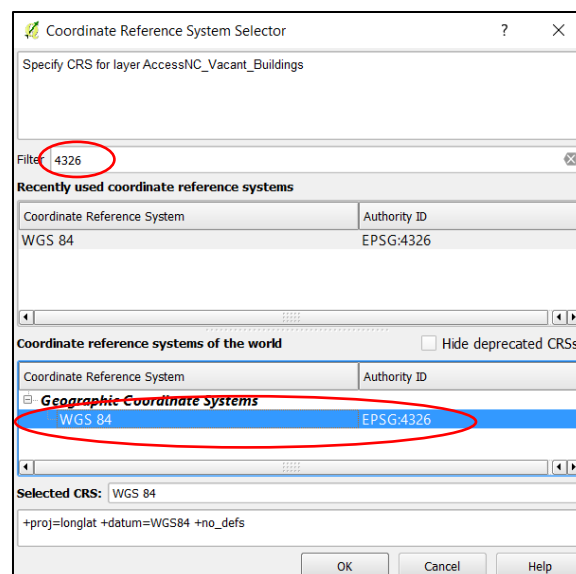 Coordinate Reference System Selector ? ×
Specify CRS for layer AccessNC_Vacant_Buildings
Filter 4326
Recently used coordinate reference systems
Coordinate Reference System Authority ID
WGS 84 EPSG:4326
Coordinate reference systems of the world Hide deprecated CRSs
Coordinate Reference System Authority ID
Geographic Coordinate Systems
WGS 84 EPSG:4326
Selected CRS: WGS 84
+proj=longlat +datum=WGS84 +no_defs
OK Cancel Help